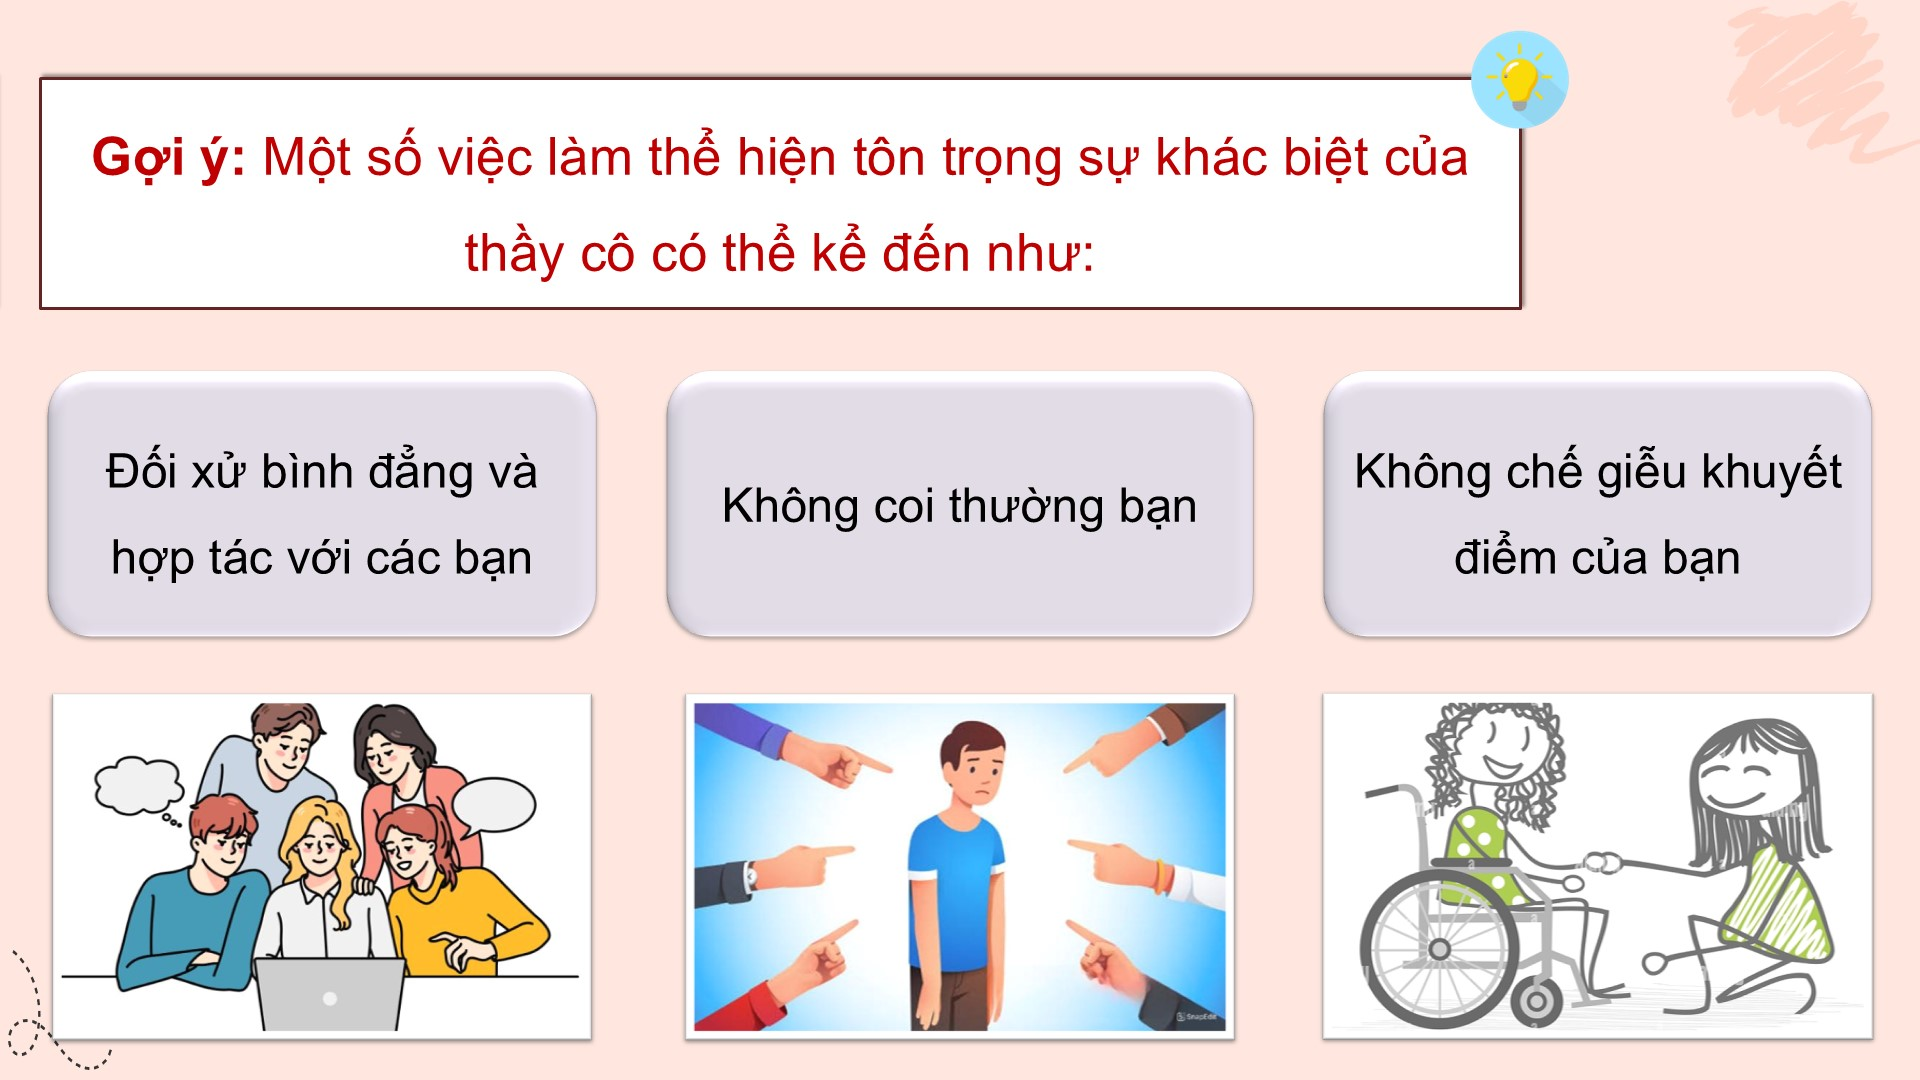 Gợi ý: Một số việc làm thể hiện tôn trọng sự khác biệt của
thầy cô có thể kể đến như:
Đối xử bình đẳng và
hợp tác với các bạn
Không coi thường bạn
Không chế giễu khuyết
điểm của bạn
SnapEdit